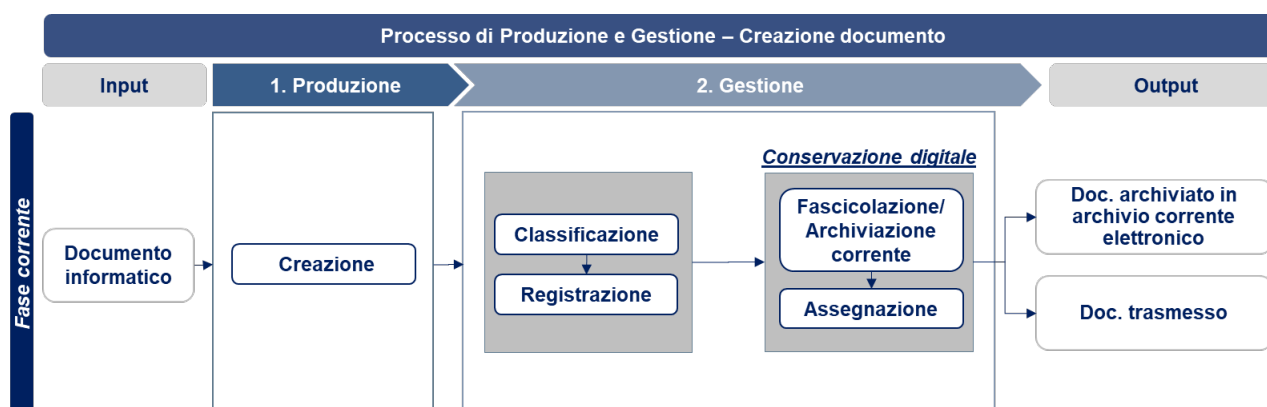 Processo di Produzione e Gestione – Creazione documento
Input
1. Produzione
2. Gestione
Output
Fase corrente
Documento
informatico
Creazione
Classificazione
Registrazione
Conservazione digitale
Fascicolazione/
Archiviazione
corrente
Assegnazione
Doc. archiviato in
archivio corrente
elettronico
Doc. trasmesso